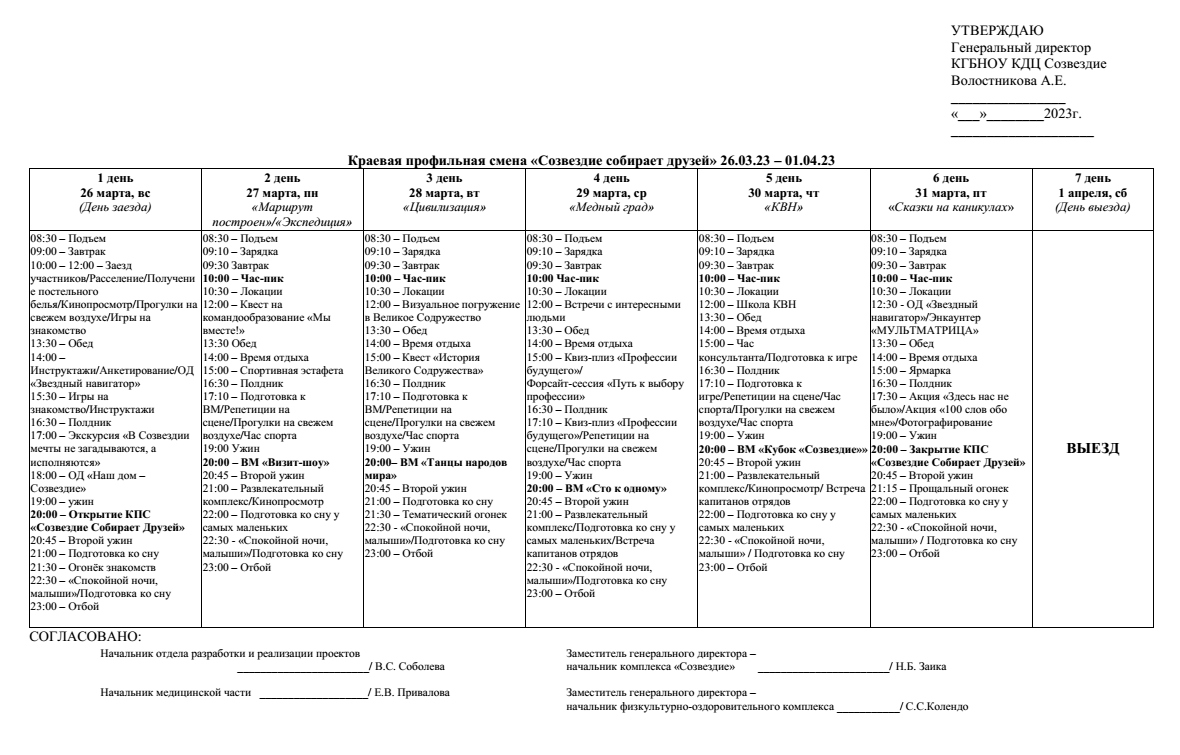 УТВЕРЖДАЮ
Генеральный директор
КГБНОУ КДЦ Созвездие
Волостникова А.Е.
________________
«___»________2023г.
____________________
Краевая профильная смена «Созвездие собирает друзей» 26.03.23 – 01.04.23
1 день
26 марта, вс
(День заезда)
2 день
27 марта, пн
«Маршрут
построен»/«Экспедиция»
3 день
28 марта, вт
«Цивилизация»
4 день
29 марта, ср
«Медный град»
5 день
30 марта, чт
«КВН»
6 день
31 марта, пт
«Сказки на каникулах»
7 день
1 апреля, сб
(День выезда)
08:30 – Подъем
09:00 – Завтрак
10:00 – 12:00 – Заезд
участников/Расселение/Получени
е постельного
белья/Кинопросмотр/Прогулки на
свежем воздухе/Игры на
знакомство
13:30 – Обед
14:00 –
Инструктажи/Анкетирование/ОД
«Звездный навигатор»
15:30 – Игры на
знакомство/Инструктажи
16:30 – Полдник
17:00 – Экскурсия «В Созвездии
мечты не загадываются, а
исполняются»
18:00 – ОД «Наш дом –
Созвездие»
19:00 – ужин
20:00 – Открытие КПС
«Созвездие Собирает Друзей»
20:45 – Второй ужин
21:00 – Подготовка ко сну
21:30 – Огонёк знакомств
22:30 – «Спокойной ночи,
малыши»/Подготовка ко сну
23:00 – Отбой
08:30 – Подъем
09:10 – Зарядка
09:30 Завтрак
10:00 – Час-пик
10:30 – Локации
12:00 – Квест на
командообразование «Мы
вместе!»
13:30 Обед
14:00 – Время отдыха
15:00 – Спортивная эстафета
16:30 – Полдник
17:10 – Подготовка к
ВМ/Репетиции на
сцене/Прогулки на свежем
воздухе/Час спорта
19:00 Ужин
20:00 – ВМ «Визит-шоу»
20:45 – Второй ужин
21:00 – Развлекательный
комплекс/Кинопросмотр
22:00 – Подготовка ко сну у
самых маленьких
22:30 - «Спокойной ночи,
малыши»/Подготовка ко сну
23:00 – Отбой
08:30 – Подъем
09:10 – Зарядка
09:30 – Завтрак
10:00 – Час-пик
10:30 – Локации
12:00 – Визуальное погружение
в Великое Содружество
13:30 – Обед
14:00 – Время отдыха
15:00 – Квест «История
Великого Содружества»
16:30 – Полдник
17:10 – Подготовка к
ВМ/Репетиции на
сцене/Прогулки на свежем
воздухе/Час спорта
19:00 – Ужин
20:00– ВМ «Танцы народов
мира»
20:45 – Второй ужин
21:00 – Подготовка ко сну
21:30 – Тематический огонек
22:30 - «Спокойной ночи,
малыши»/Подготовка ко сну
23:00 – Отбой
08:30 – Подъем
09:10 – Зарядка
09:30 – Завтрак
10:00 Час-пик
10:30 – Локации
12:00 – Встречи с интересными
людьми
13:30 – Обед
14:00 – Время отдыха
15:00 – Квиз-плиз «Профессии
будущего»/
Форсайт-сессия «Путь к выбору
профессии»
16:30 – Полдник
17:10 – Квиз-плиз «Профессии
будущего»/Репетиции на
сцене/Прогулки на свежем
воздухе/Час спорта
19:00 – Ужин
20:00 – ВМ «Сто к одному»
20:45 – Второй ужин
21:00 – Развлекательный
комплекс/Подготовка ко сну у
самых маленьких/Встреча
капитанов отрядов
22:30 - «Спокойной ночи,
малыши»/Подготовка ко сну
23:00 – Отбой
08:30 – Подъем
09:10 – Зарядка
09:30 – Завтрак
10:00 – Час-пик
10:30 – Локации
12:00 – Школа КВН
13:30 – Обед
14:00 – Время отдыха
15:00 – Час
консультанта/Подготовка к игре
16:30 – Полдник
17:10 – Подготовка к
игре/Репетиции на сцене/Час
спорта/Прогулки на свежем
воздухе
19:00 – Ужин
20:00 – ВМ «Кубок «Созвездие»»
20:45 – Второй ужин
21:00 – Развлекательный
комплекс/Кинопросмотр/ Встреча
капитанов отрядов
22:00 – Подготовка ко сну у
самых маленьких
22:30 - «Спокойной ночи,
малыши» / Подготовка ко сну
23:00 – Отбой
08:30 – Подъем
09:10 – Зарядка
09:30 – Завтрак
10:00 – Час-пик
10:30 – Локации
12:30 - ОД «Звездный
навигатор»/Энкаунтер
«МУЛЬТМАТРИЦА»
13:30 – Обед
14:00 – Время отдыха
15:00 – Ярмарка
16:30 – Полдник
17:30 – Акция «Здесь нас не
было»/Акция «100 слов обо
мне»/Фотографирование
19:00 – Ужин
20:00 – Закрытие КПС
«Созвездие Собирает Друзей»
20:45 – Второй ужин
21:15 – Прощальный огонек
22:00 – Подготовка ко сну у
самых маленьких
22:30 - «Спокойной ночи,
малыши» / Подготовка ко сну
23:00 – Отбой
ВЫЕЗД
СОГЛАСОВАНО:
Начальник отдела разработки и реализации проектов
______________________/ В.С. Соболева
Начальник медицинской части __________________/ Е.В. Привалова
Заместитель генерального директора –
начальник комплекса «Созвездие» ______________________/ Н.Б. Заика
Заместитель генерального директора –
начальник физкультурно-оздоровительного комплекса ___________/ С.С.Колендо